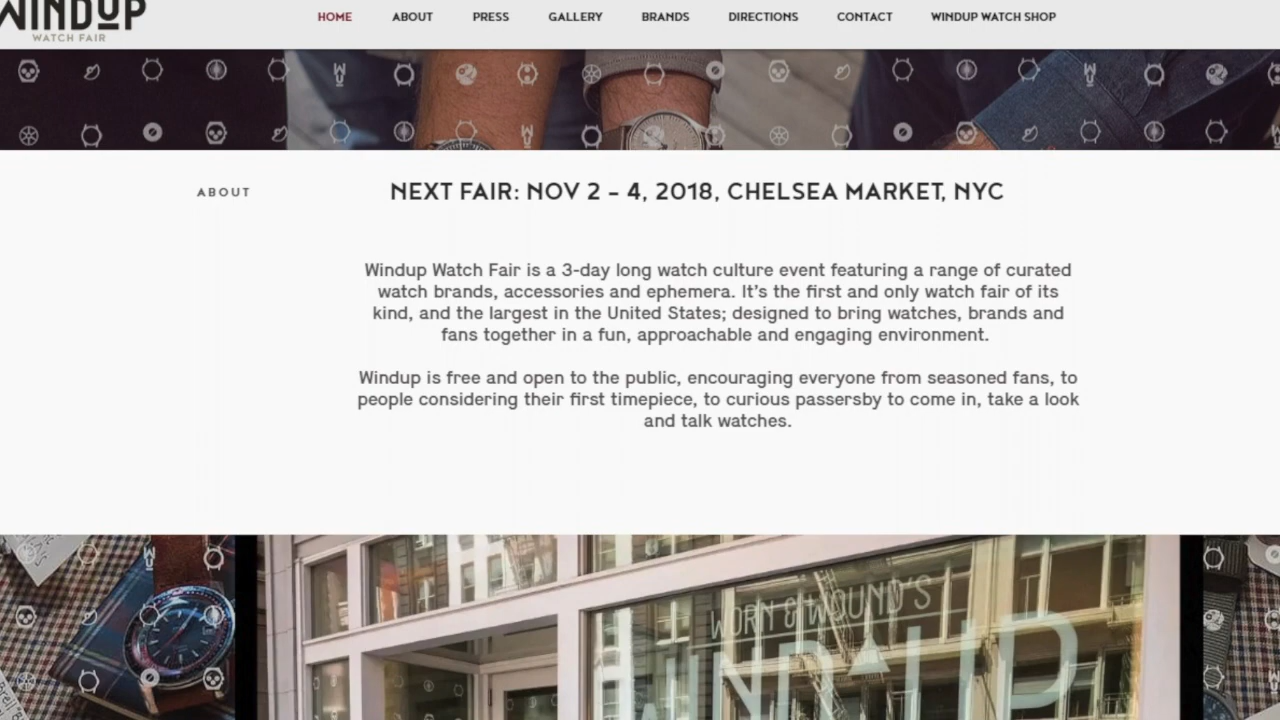 WINDUP
WATCH FAIR
HOME ABOUT PRESS GALLERY BRANDS DIRECTIONS CONTACT WINDUP WATCH SHOP
ABOUT
NEXT FAIR: NOV 2 – 4, 2018, CHELSEA MARKET, NYC
Windup Watch Fair is a 3-day long watch culture event featuring a range of curated
watch brands, accessories and ephemera. It's the first and only watch fair of its
kind, and the largest in the United States; designed to bring watches, brands and
fans together in a fun, approachable and engaging environment.
Windup is free and open to the public, encouraging everyone from seasoned fans, to
people considering their first timepiece, to curious passersby to come in, take a look
and talk watches.
WORN & WOUND'S
WINDUP